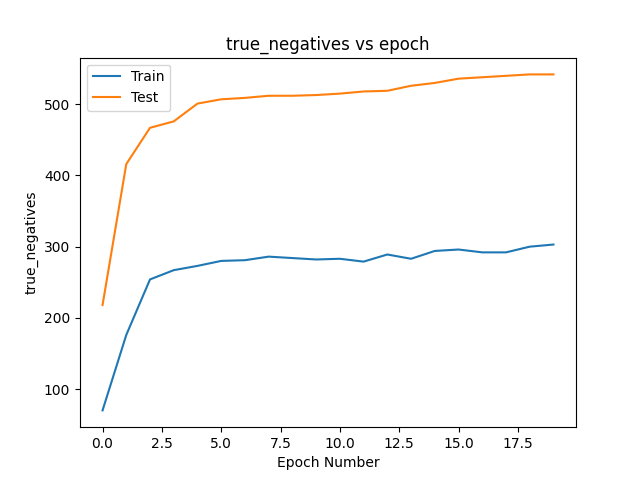 true_negatives vs epoch
Train
Test
true_negatives
500
400
300
200
100
0.0 2.5 5.0 7.5 10.0 12.5 15.0 17.5
Epoch Number